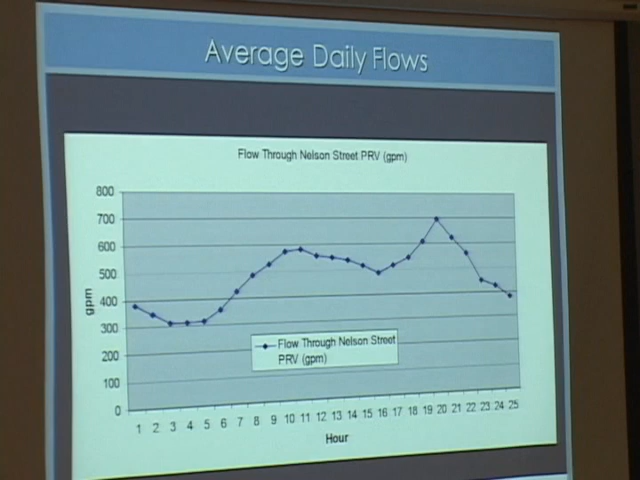 Average Daily Flows
Flow Through Nelson Street PRV (gpm)
800
700
600
500
400
300
200
100
0
gpm
Flow Through Nelson Street
PRV (gpm)
1 2 3 4 5 6 7 8 9 10 11 12 13 14 15 16 17 18 19 20 21 22 23 24 25
Hour